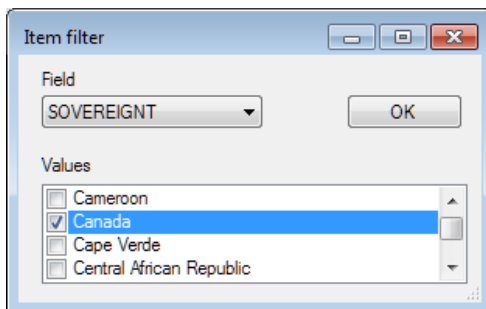 Item filter
Field
SOVEREIGNT
OK
Values
Cameroon
Canada
Cape Verde
Central African Republic